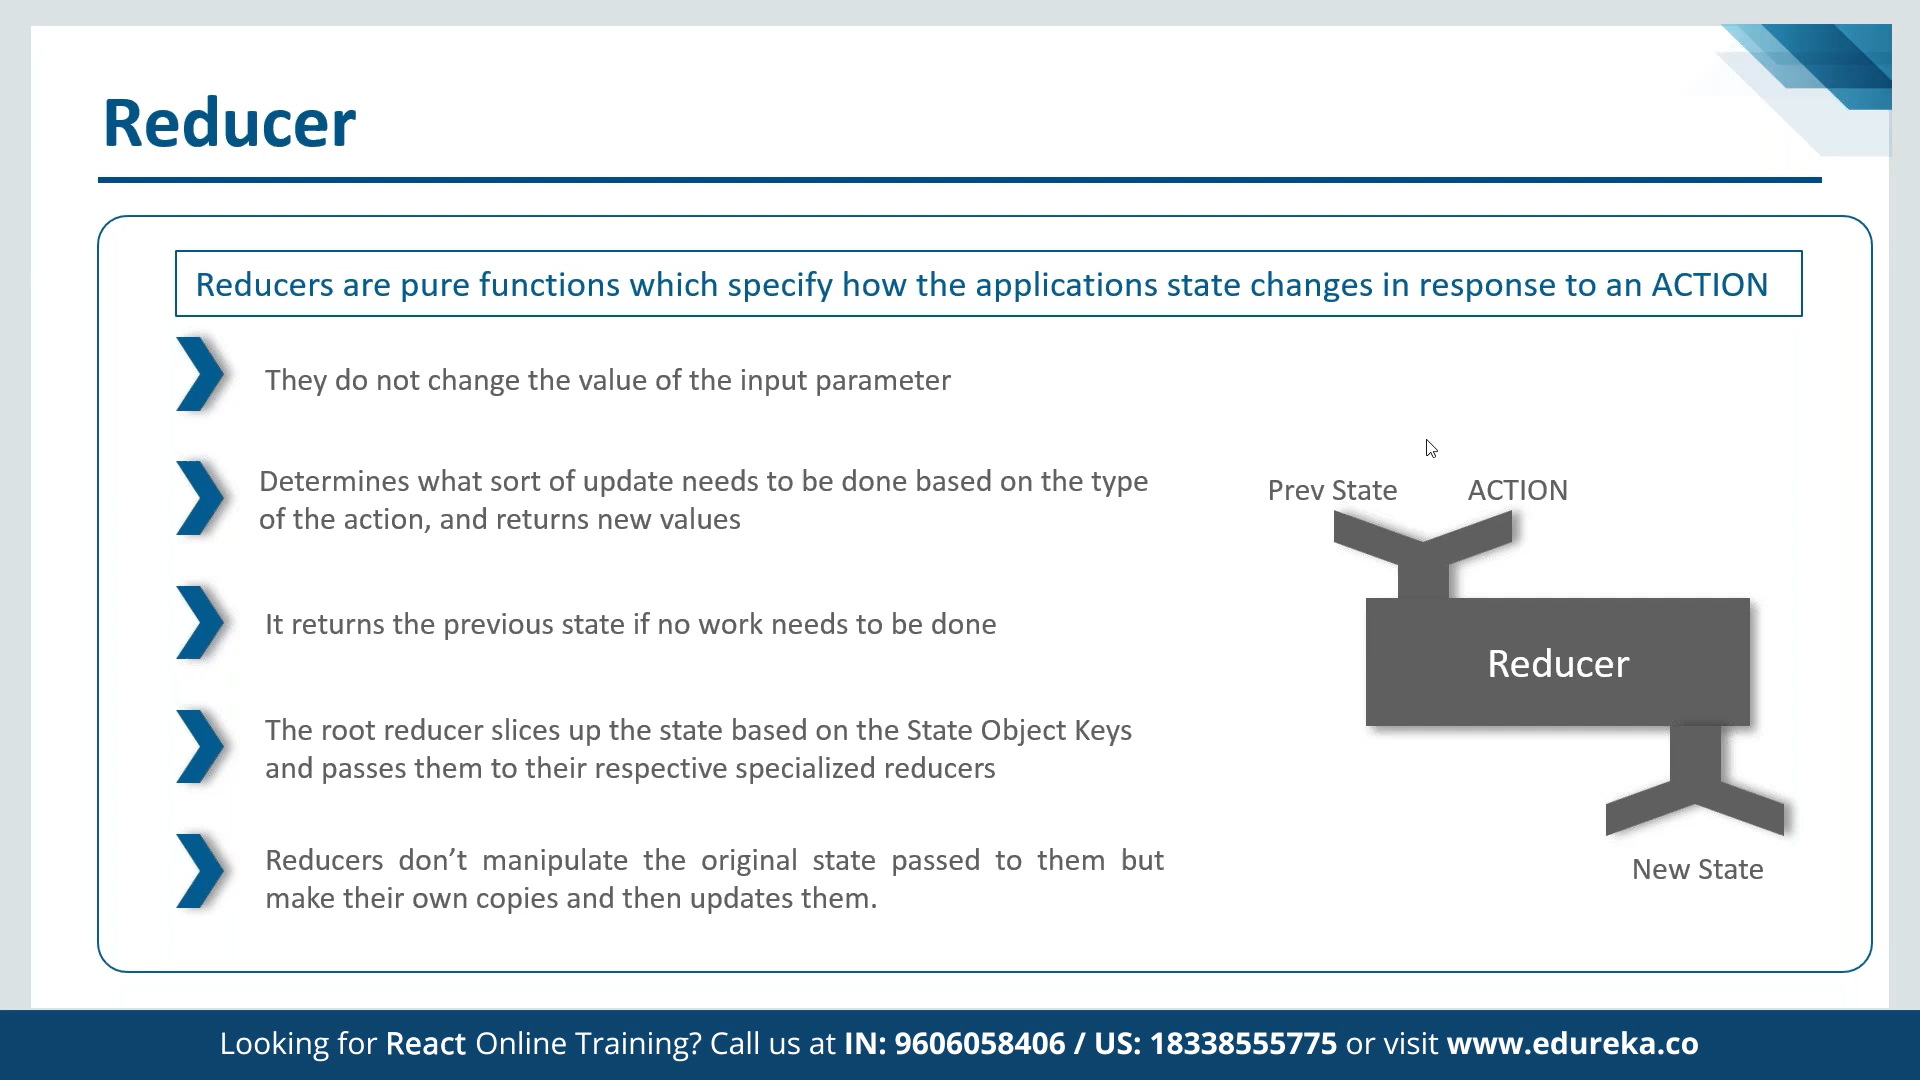 Reducer
Reducers are pure functions which specify how the applications state changes in response to an ACTION
They do not change the value of the input parameter
Determines what sort of update needs to be done based on the type
of the action, and returns new values
It returns the previous state if no work needs to be done
The root reducer slices up the state based on the State Object Keys
and passes them to their respective specialized reducers
Reducers don’t manipulate the original state passed to them but
make their own copies and then updates them.
Prev State
ACTION
Reducer
New State
Looking for React Online Training? Call us at IN: 9606058406 / US: 18338555775 or visit www.edureka.co